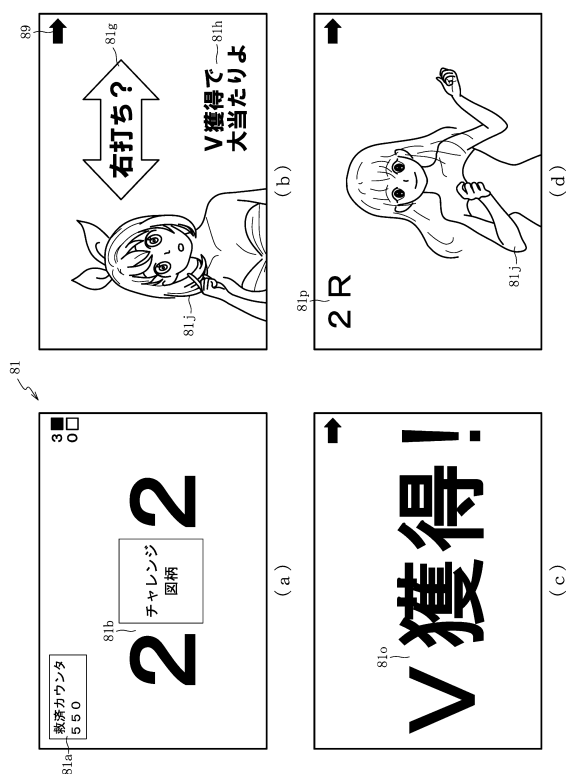 81
81a
救済カウンタ
５５０
3
0
81b
2
チャレンジ
図柄
2
(a)
89
81g
右打ち？
81h
Ｖ獲得で
大当たりよ
81j
(b)
81o
Ｖ獲得！
(c)
81p
２Ｒ
81j
(d)